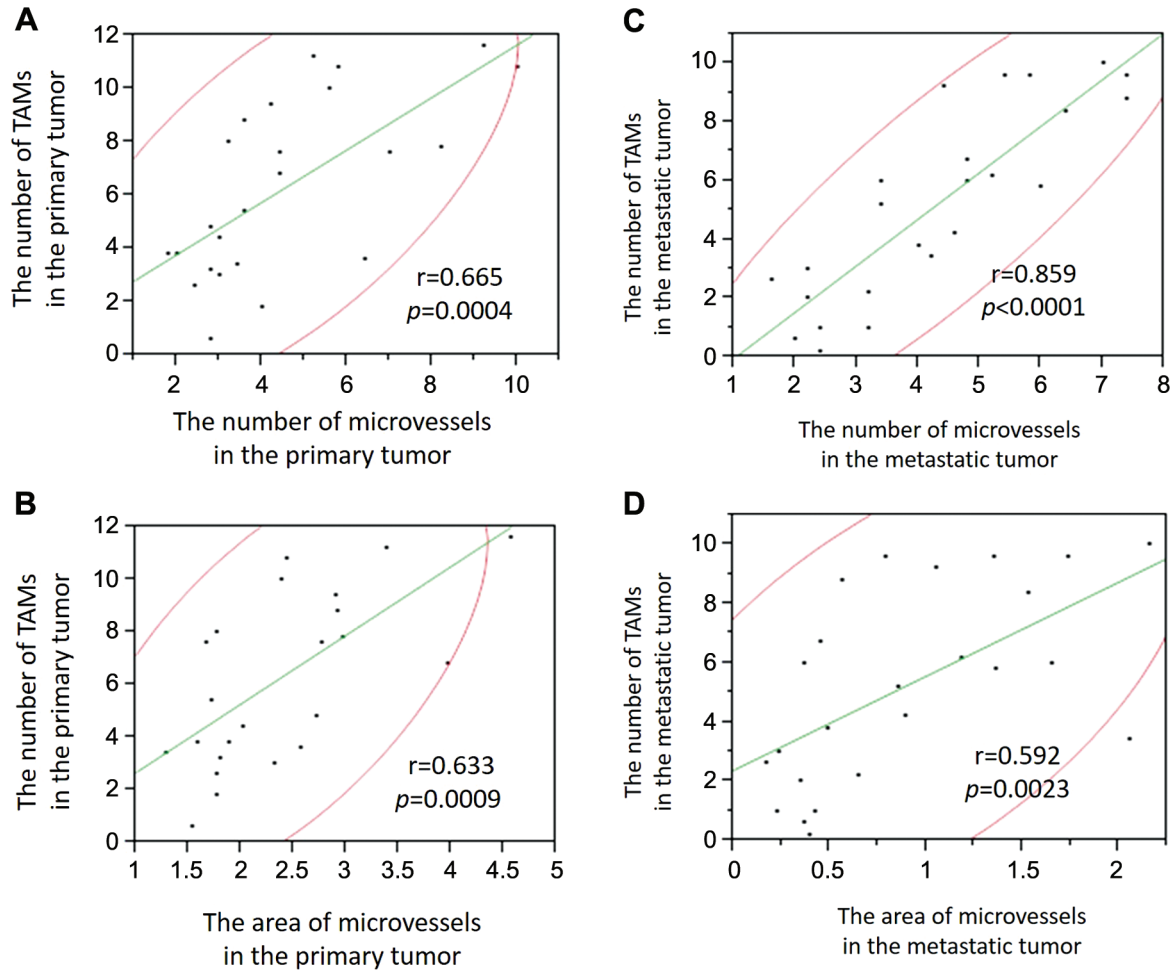 A
The number of TAMs
in the primary tumor
12
10
8
6
4
2
0
r=0.665
p=0.0004
2
4
6
8
10
The number of microvessels
in the primary tumor
C
The number of TAMs
in the metastatic tumor
10
8
6
4
2
0
r=0.859
p<0.0001
1
2
3
4
5
6
7
8
The number of microvessels
in the metastatic tumor
B
The number of TAMs
in the primary tumor
12
10
8
6
4
2
0
r=0.633
p=0.0009
1
1.5
2
2.5
3
3.5
4
4.5
5
The area of microvessels
in the primary tumor
D
The number of TAMs
in the metastatic tumor
10
8
6
4
2
0
r=0.592
p=0.0023
0
0.5
1
1.5
2
The area of microvessels
in the metastatic tumor